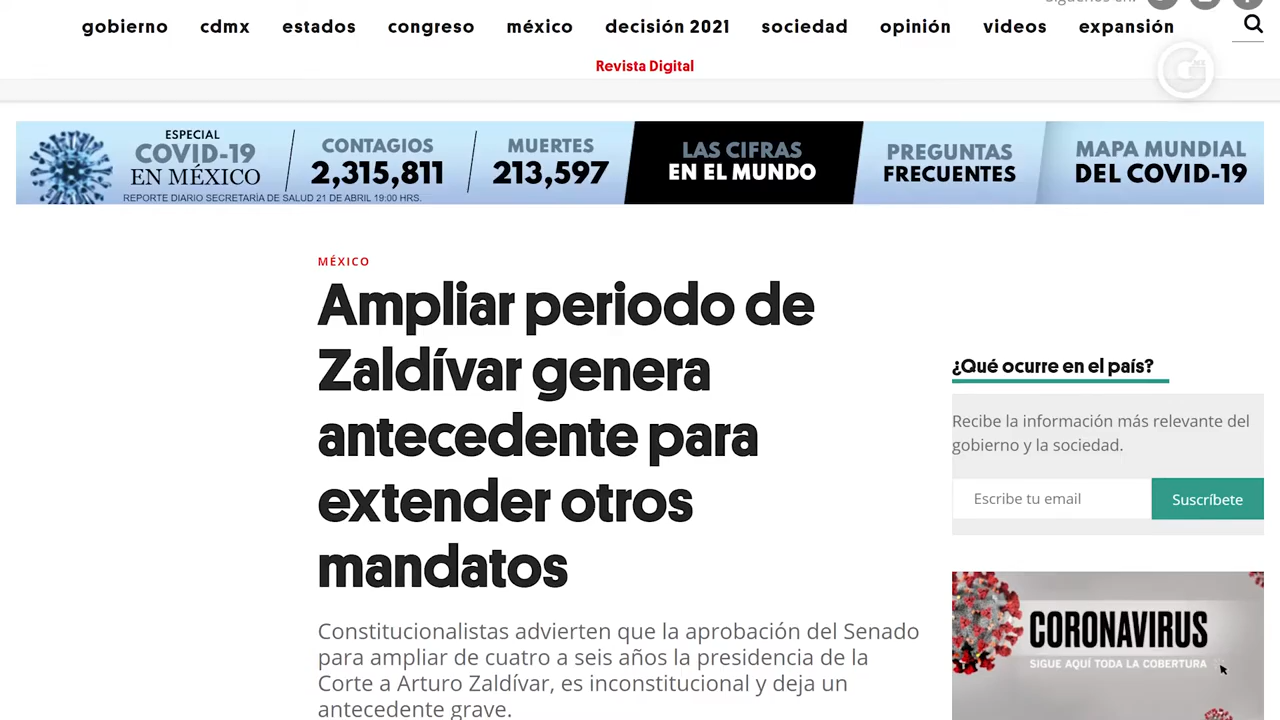 gobierno cdmx estados congreso méxico decisión 2021 sociedad opinión videos expansión
Revista Digital
ESPECIAL
COVID-19
EN MÉXICO
CONTAGIOS
2,315,811
MUERTES
213,597
REPORTE DIARIO SECRETARÍA DE SALUD 21 DE ABRIL 19:00 HRS.
LAS CIFRAS
EN EL MUNDO
PREGUNTAS
FRECUENTES
MAPA MUNDIAL
DEL COVID-19
MÉXICO
Ampliar periodo de
Zaldívar genera
antecedente para
extender otros
mandatos
Constitucionalistas advierten que la aprobación del Senado
para ampliar de cuatro a seis años la presidencia de la
Corte a Arturo Zaldívar, es inconstitucional y deja un
antecedente grave.
¿Qué ocurre en el país?
Recibe la información más relevante del
gobierno y la sociedad.
Escribe tu email
Suscríbete
CORONAVIRUS
SIGUE AQUÍ TODA LA COBERTURA